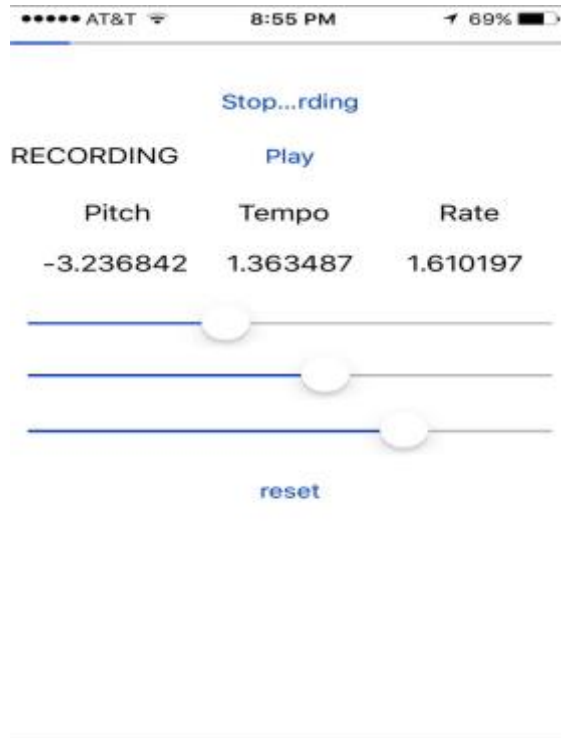 AT&T 8:55 PM 69%
Stop...rding
RECORDING Play
Pitch Tempo Rate
-3.236842 1.363487 1.610197
reset